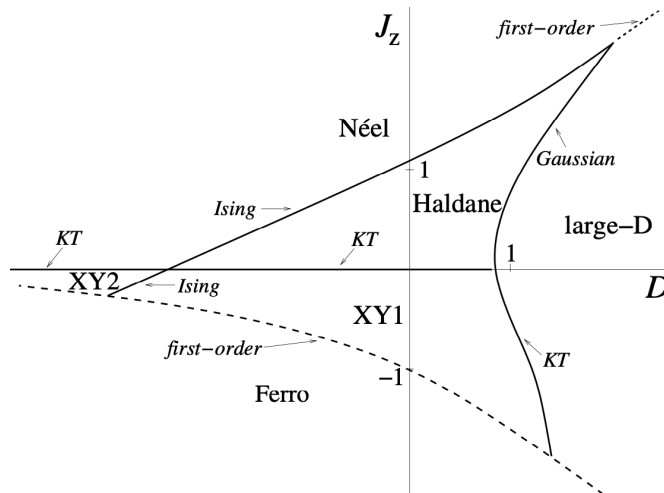 J_z
first−order
Néel
1
Gaussian
Ising
Haldane
large−D
KT
KT
1
D
XY2
Ising
XY1
first−order
KT
−1
Ferro